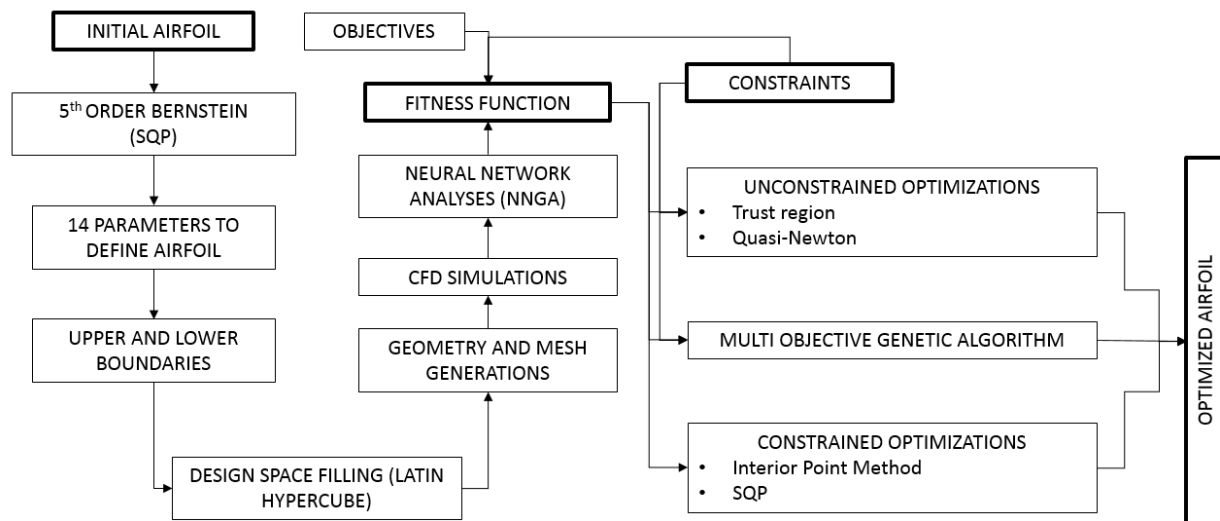 INITIAL AIRFOIL
5th ORDER BERNSTEIN
(SQP)
14 PARAMETERS TO
DEFINE AIRFOIL
UPPER AND LOWER
BOUNDARIES
DESIGN SPACE FILLING (LATIN
HYPERCUBE)
OBJECTIVES
FITNESS FUNCTION
NEURAL NETWORK
ANALYSES (NNGA)
CFD SIMULATIONS
GEOMETRY AND MESH
GENERATIONS
CONSTRAINTS
UNCONSTRAINED OPTIMIZATIONS
• Trust region
• Quasi-Newton
MULTI OBJECTIVE GENETIC ALGORITHM
CONSTRAINED OPTIMIZATIONS
• Interior Point Method
• SQP
OPTIMIZED AIRFOIL